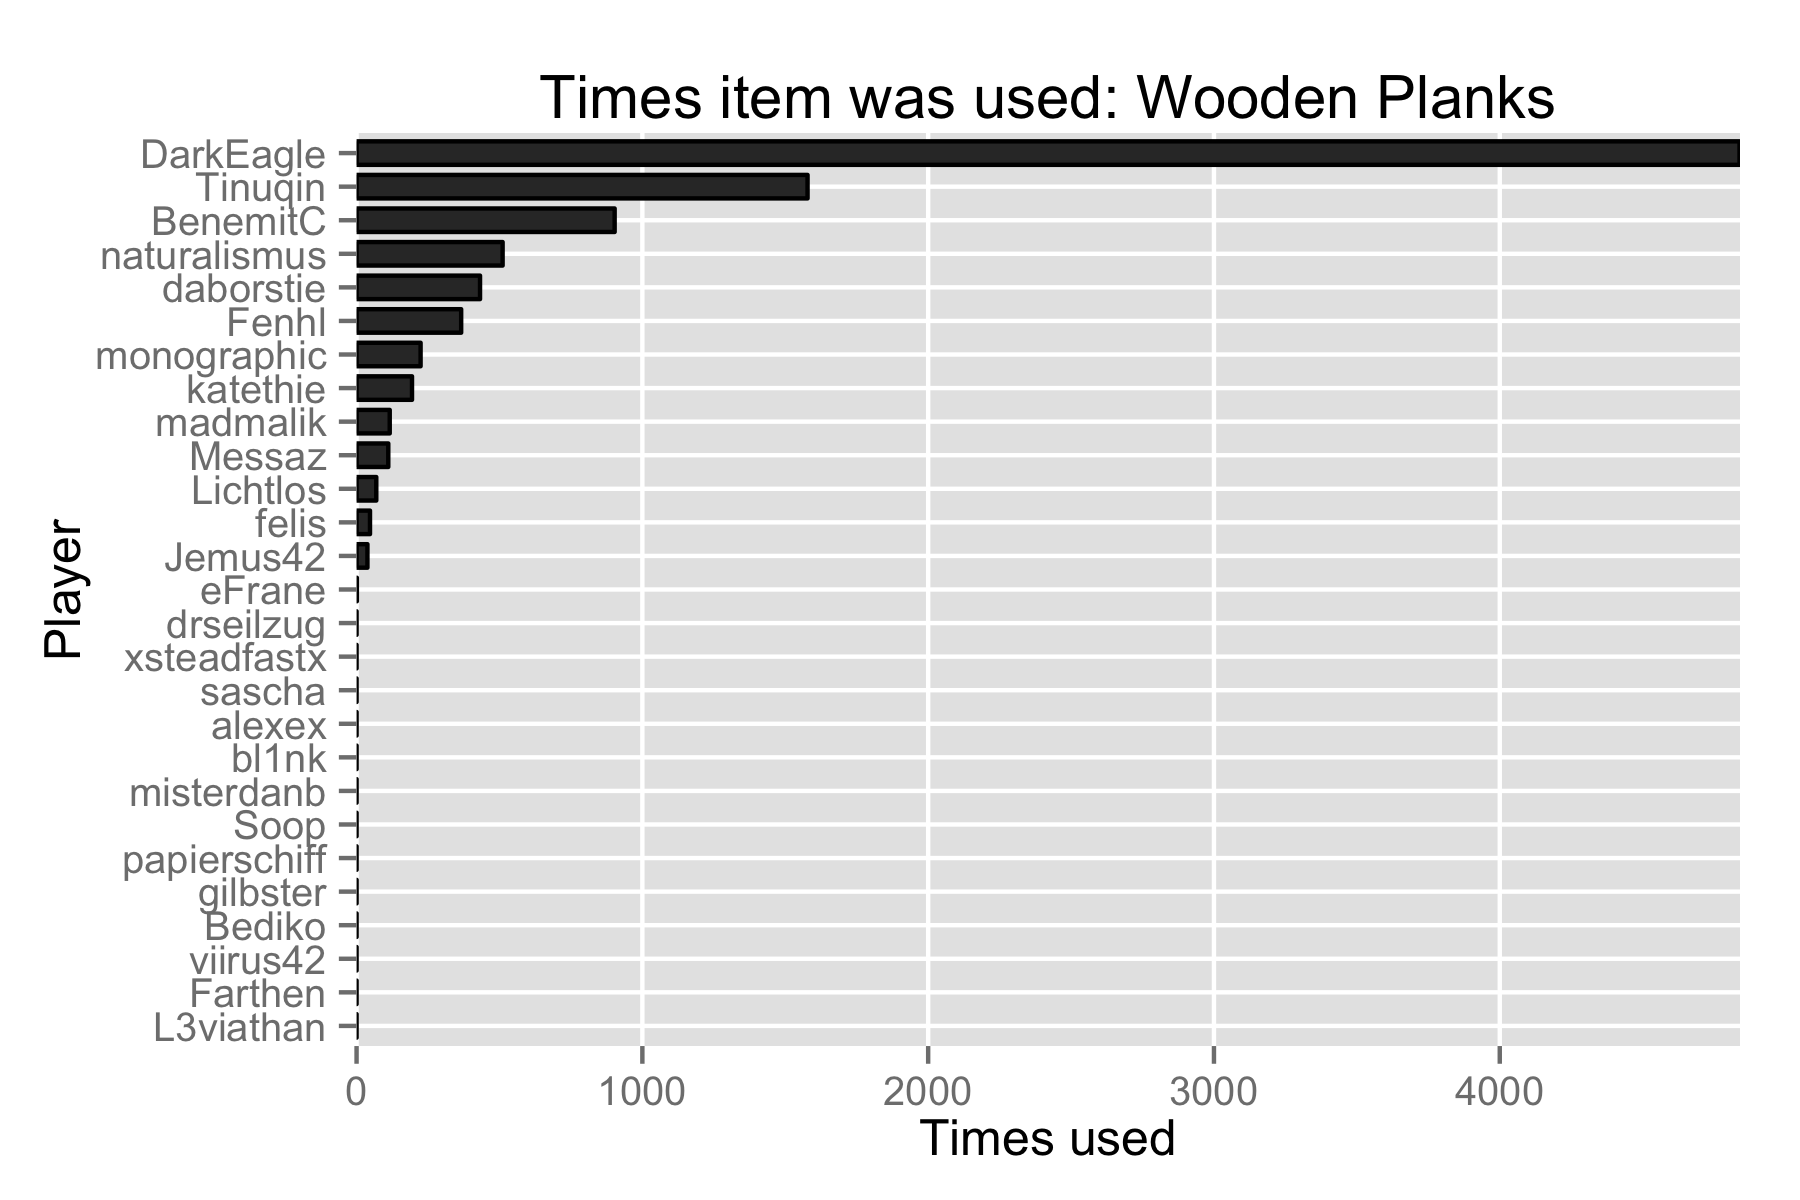 Times item was used: Wooden Planks
DarkEagle
Tinuqin
BenemitC
naturalismus
daborstie
Fenhl
monographic
katethie
madmalik
Messaz
Lichtlos
felis
Jemus42
eFrane
drseilzug
xsteadfastx
sascha
alexex
bl1nk
misterdanb
Soop
papierschiff
gilbster
Bediko
viirus42
Farthen
L3viathan
Player
0 1000 2000 3000 4000
Times used